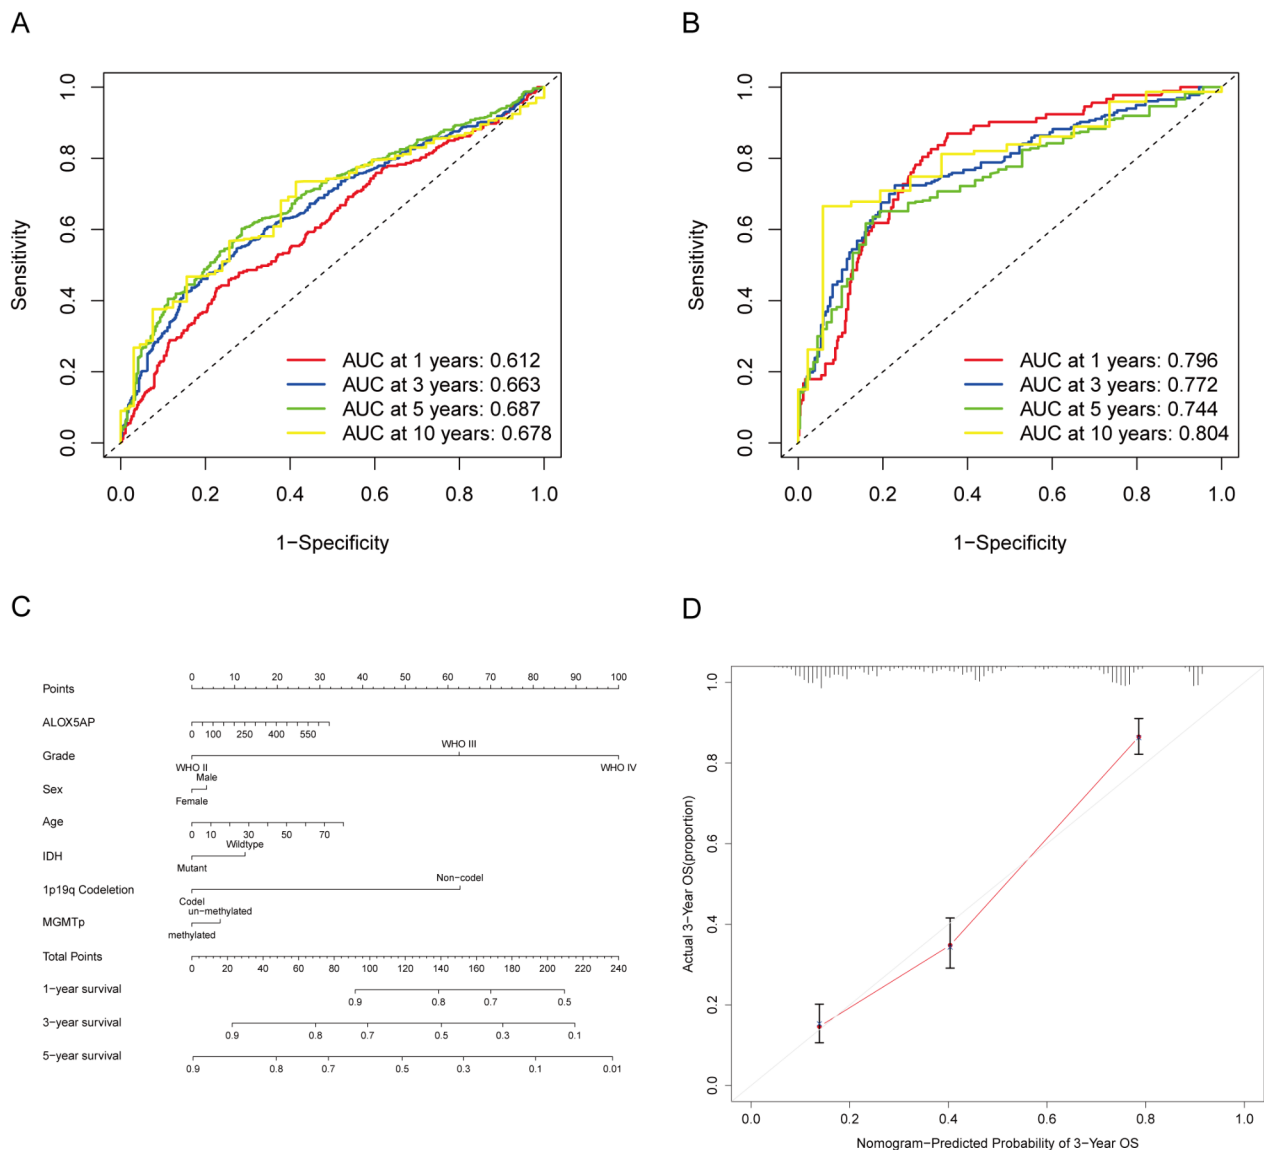 A
B
1.0
0.8
0.6
0.4
0.2
0.0
Sensitivity
AUC at 1 years: 0.612
AUC at 3 years: 0.663
AUC at 5 years: 0.687
AUC at 10 years: 0.678
0.0 0.2 0.4 0.6 0.8 1.0
1−Specificity
1.0
0.8
0.6
0.4
0.2
0.0
Sensitivity
AUC at 1 years: 0.796
AUC at 3 years: 0.772
AUC at 5 years: 0.744
AUC at 10 years: 0.804
0.0 0.2 0.4 0.6 0.8 1.0
1−Specificity
C
Points
0 10 20 30 40 50 60 70 80 90 100
ALOX5AP
0 100 250 400 550
Grade
WHO III
WHO II
WHO IV
Sex
Male
Female
Age
0 10 30 50 70
IDH
Wildtype
Mutant
1p19q Codeletion
Non−codel
Codel
MGMTp
un−methylated
methylated
Total Points
0 20 40 60 80 100 120 140 160 180 200 220 240
1−year survival
0.9 0.8 0.7 0.5
3−year survival
0.9 0.8 0.7 0.5 0.3 0.1
5−year survival
0.9 0.8 0.7 0.5 0.3 0.1 0.01
D
1.0
0.8
0.6
0.4
0.2
0.0
Actual 3−Year OS(proportion)
0.0 0.2 0.4 0.6 0.8 1.0
Nomogram−Predicted Probability of 3−Year OS